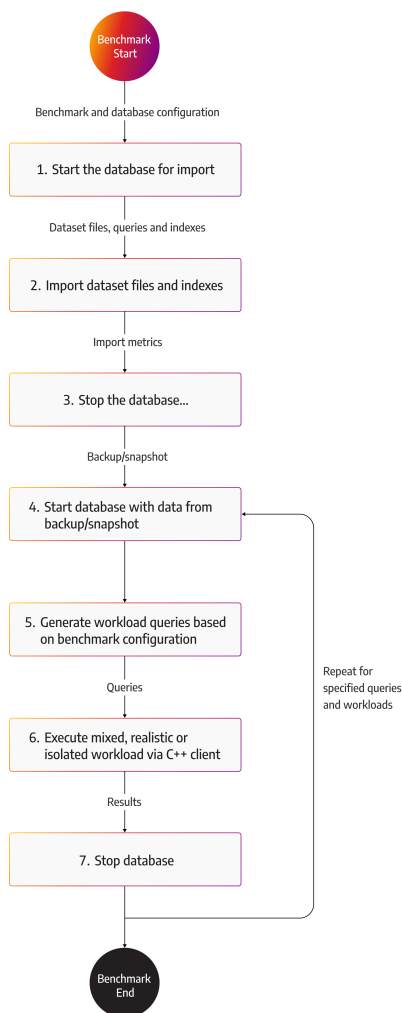 Benchmark
Start
Benchmark and database configuration
1. Start the database for import
Dataset files, queries and indexes
2. Import dataset files and indexes
Import metrics
3. Stop the database...
Backup/snapshot
4. Start database with data from
backup/snapshot
5. Generate workload queries based
on benchmark configuration
Queries
Repeat for
specified queries
and workloads
6. Execute mixed, realistic or
isolated workload via C++ client
Results
7. Stop database
Benchmark
End